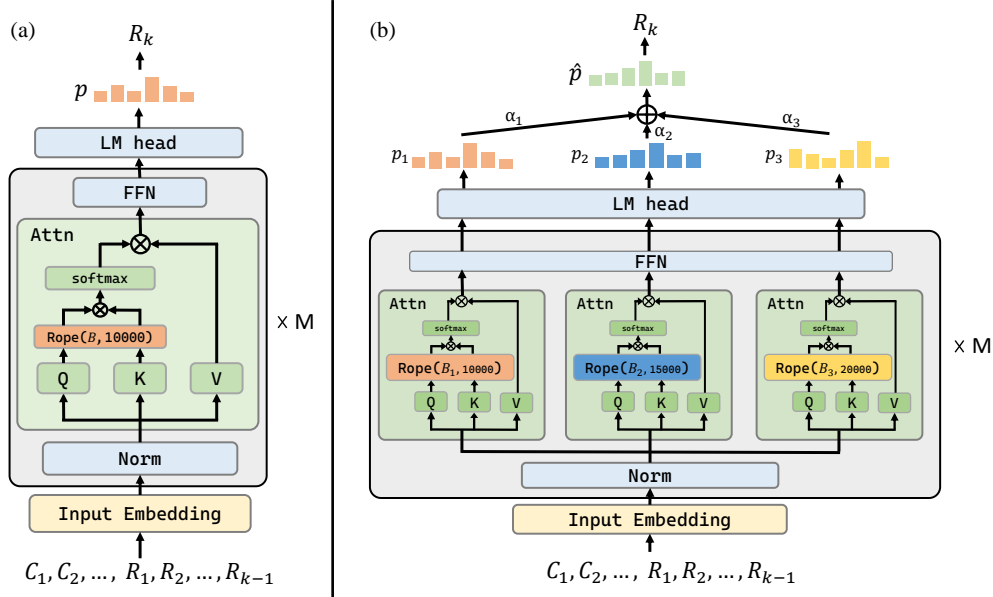 (a)
R_k
p
LM head
FFN
Attn
softmax
Rope(B, 10000)
Q K V
× M
Norm
Input Embedding
C_1, C_2, ..., R_1, R_2, ..., R_{k-1}
(b)
R_k
p̂
α_1 α_2 α_3
p_1 p_2 p_3
LM head
FFN
Attn Attn Attn
softmax softmax softmax
Rope(B_1, 10000) Rope(B_2, 15000) Rope(B_3, 20000)
Q K V Q K V Q K V
× M
Norm
Input Embedding
C_1, C_2, ..., R_1, R_2, ..., R_{k-1}